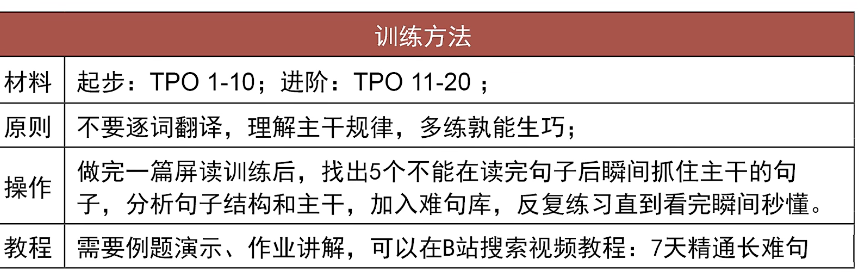 训练方法
材料 起步：TPO 1-10；进阶：TPO 11-20 ；
原则 不要逐词翻译，理解主干规律，多练孰能生巧；
操作 做完一篇屏读训练后，找出5个不能在读完句子后瞬间抓住主干的句
子，分析句子结构和主干，加入难句库，反复练习直到看完瞬间秒懂。
教程 需要例题演示、作业讲解，可以在B站搜索视频教程：7天精通长难句